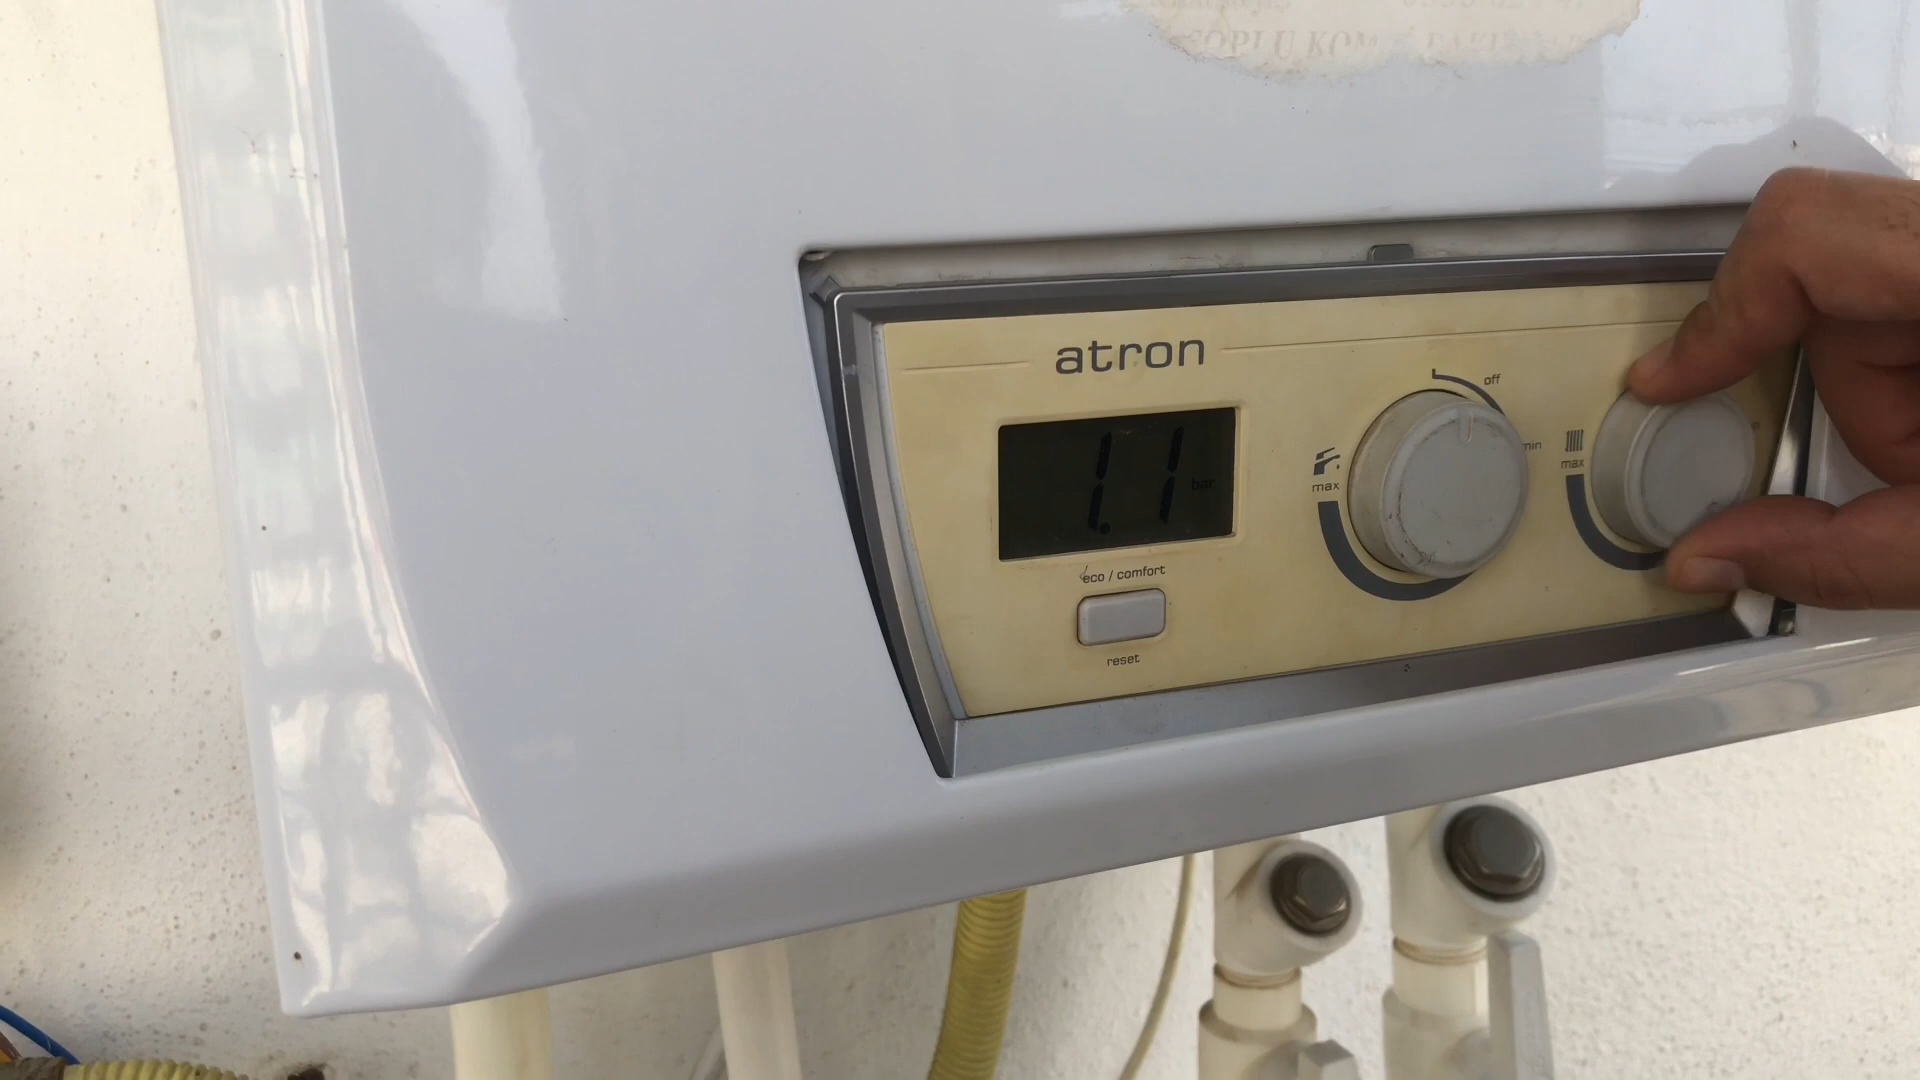 atron
off
1.1 bar
min
max
max
eco / comfort
reset